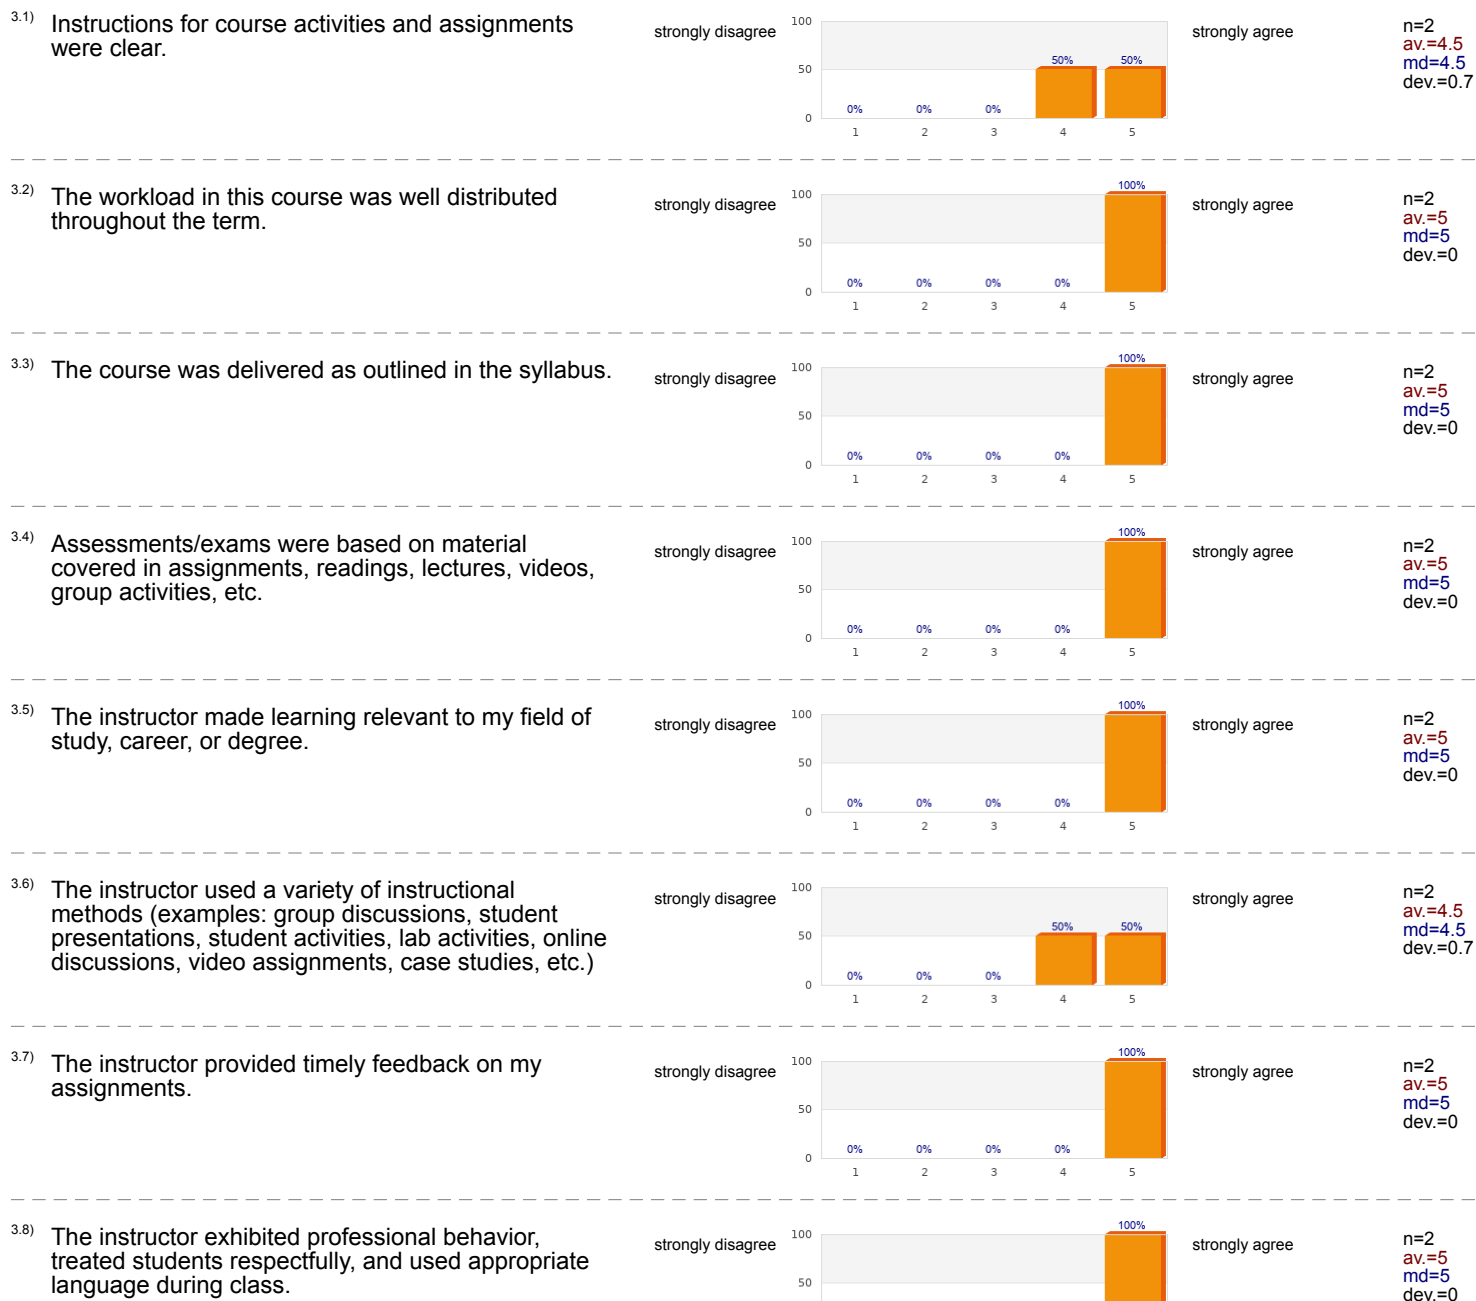 3.1) Instructions for course activities and assignments
were clear.
strongly disagree
100
50
0
0%
0%
0%
50%
50%
1 2 3 4 5
strongly agree
n=2
av.=4.5
md=4.5
dev.=0.7
3.2) The workload in this course was well distributed
throughout the term.
strongly disagree
100
50
0
0%
0%
0%
0%
100%
1 2 3 4 5
strongly agree
n=2
av.=5
md=5
dev.=0
3.3) The course was delivered as outlined in the syllabus.
strongly disagree
100
50
0
0%
0%
0%
0%
100%
1 2 3 4 5
strongly agree
n=2
av.=5
md=5
dev.=0
3.4) Assessments/exams were based on material
covered in assignments, readings, lectures, videos,
group activities, etc.
strongly disagree
100
50
0
0%
0%
0%
0%
100%
1 2 3 4 5
strongly agree
n=2
av.=5
md=5
dev.=0
3.5) The instructor made learning relevant to my field of
study, career, or degree.
strongly disagree
100
50
0
0%
0%
0%
0%
100%
1 2 3 4 5
strongly agree
n=2
av.=5
md=5
dev.=0
3.6) The instructor used a variety of instructional
methods (examples: group discussions, student
presentations, student activities, lab activities, online
discussions, video assignments, case studies, etc.)
strongly disagree
100
50
0
0%
0%
0%
50%
50%
1 2 3 4 5
strongly agree
n=2
av.=4.5
md=4.5
dev.=0.7
3.7) The instructor provided timely feedback on my
assignments.
strongly disagree
100
50
0
0%
0%
0%
0%
100%
1 2 3 4 5
strongly agree
n=2
av.=5
md=5
dev.=0
3.8) The instructor exhibited professional behavior,
treated students respectfully, and used appropriate
language during class.
strongly disagree
100
50
100%
strongly agree
n=2
av.=5
md=5
dev.=0